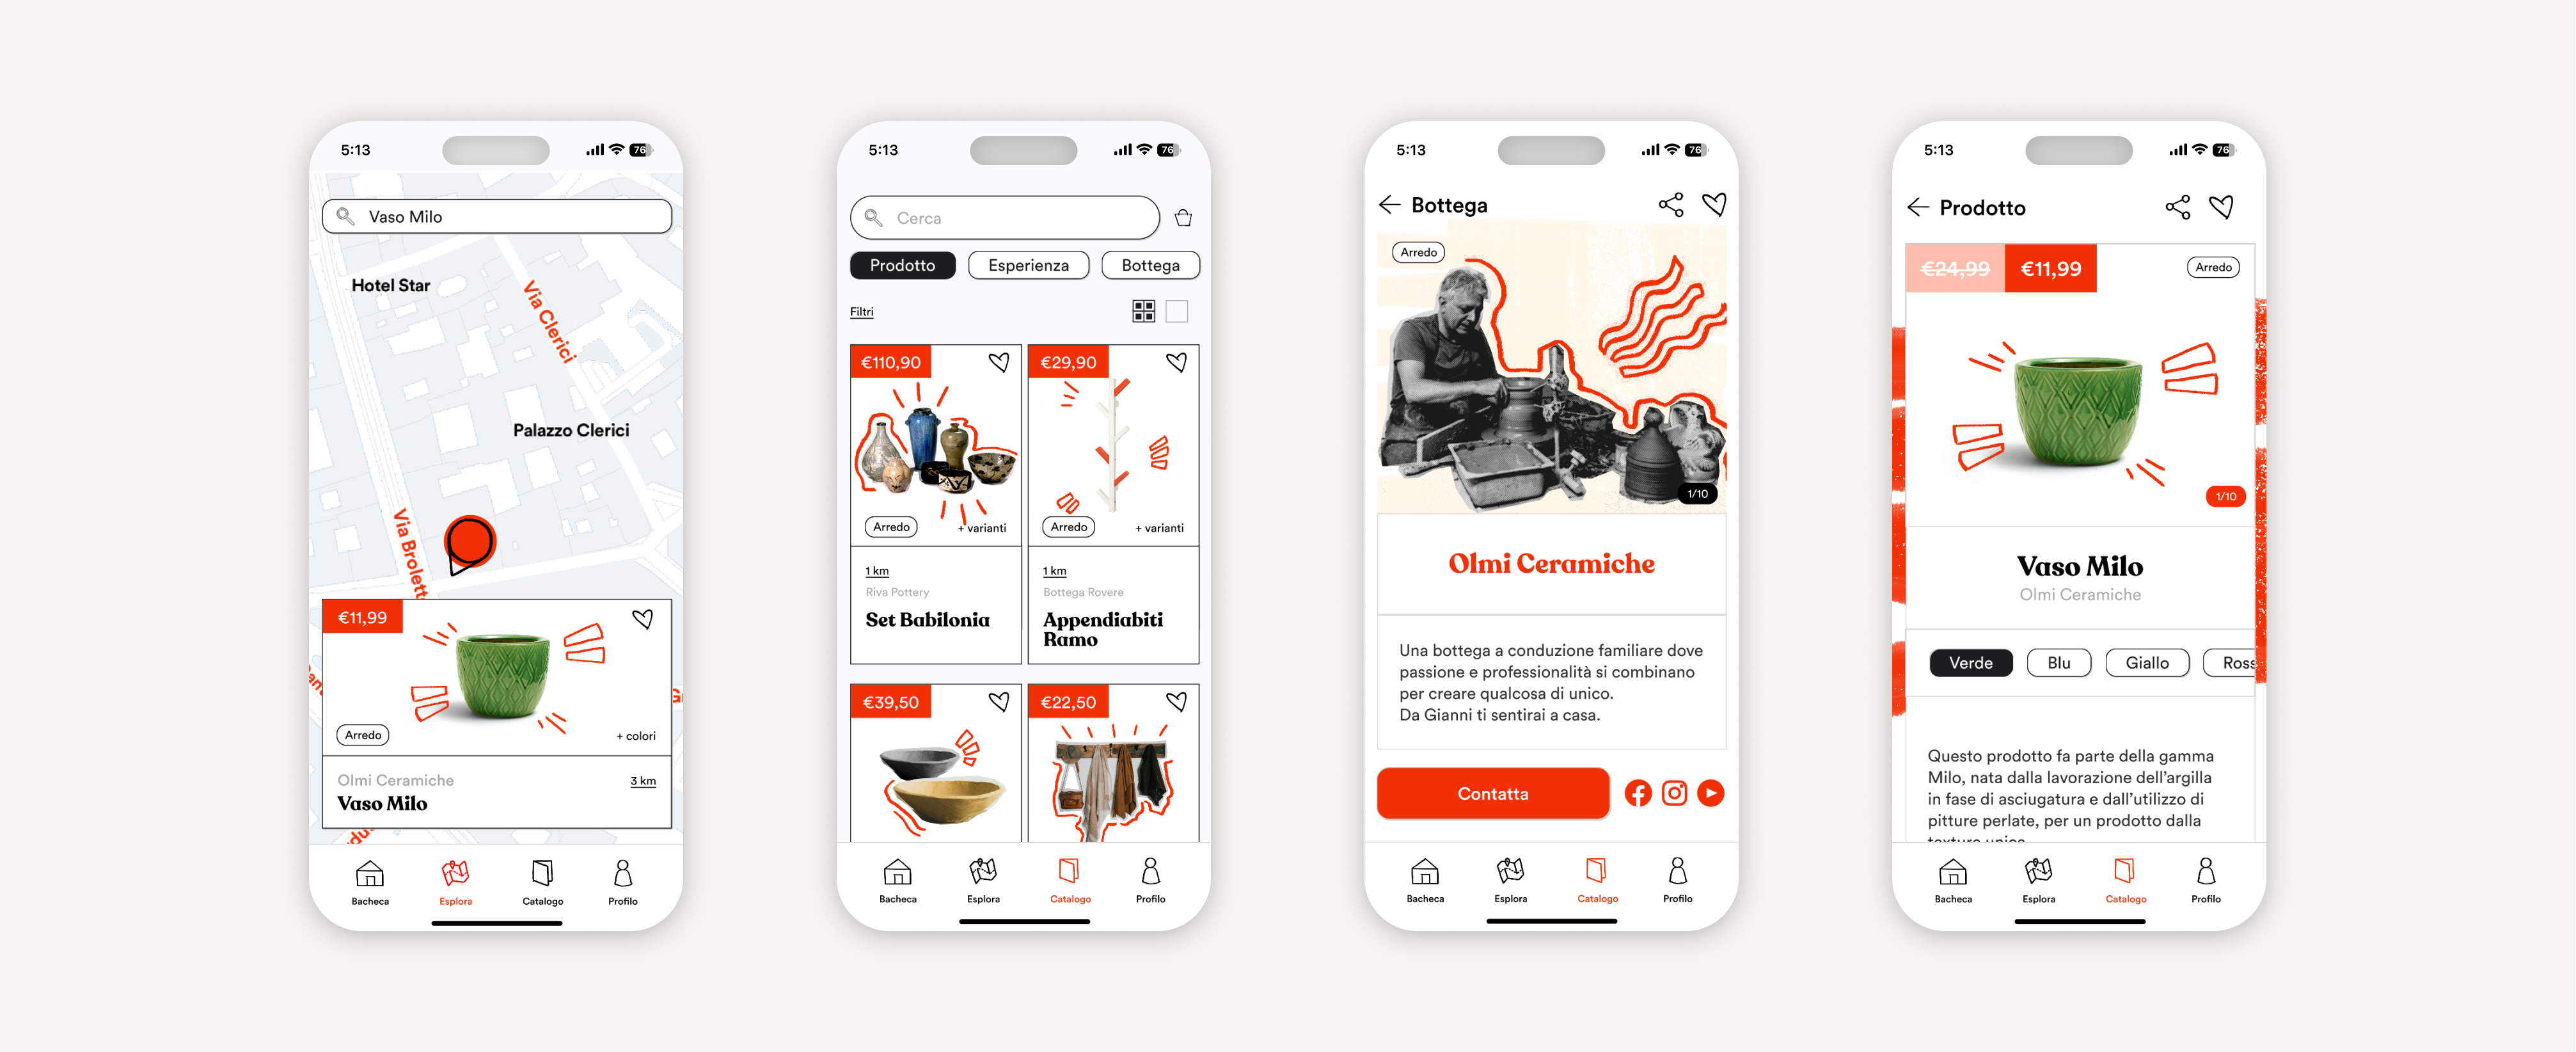 5:13
76
Vaso Milo
Hotel Star
Via Clerici
Palazzo Clerici
Via Brolett
€11,99
Arredo
+ colori
Olmi Ceramiche
3 km
Vaso Milo
Bacheca
Esplora
Catalogo
Profilo
5:13
76
Cerca
Prodotto
Esperienza
Bottega
Filtri
€110,90
€29,90
Arredo
+ varianti
Arredo
+ varianti
1 km
Riva Pottery
Set Babilonia
1 km
Bottega Rovere
Appendiabiti
Ramo
€39,50
€22,50
Bacheca
Esplora
Catalogo
Profilo
5:13
76
Bottega
Arredo
1/10
Olmi Ceramiche
Una bottega a conduzione familiare dove
passione e professionalità si combinano
per creare qualcosa di unico.
Da Gianni ti sentirai a casa.
Contatta
Bacheca
Esplora
Catalogo
Profilo
5:13
76
Prodotto
€24,99
€11,99
Arredo
1/10
Vaso Milo
Olmi Ceramiche
Verde
Blu
Giallo
Ross
Questo prodotto fa parte della gamma
Milo, nata dalla lavorazione dell'argilla
in fase di asciugatura e dall'utilizzo di
pitture perlate, per un prodotto dalla
texture unica
Bacheca
Esplora
Catalogo
Profilo